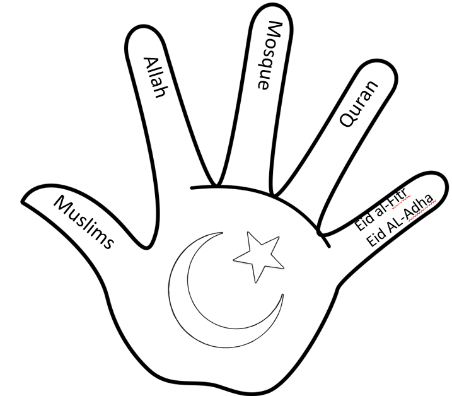 Muslims
Allah
Mosque
Quran
Eid al-Fitr
Eid AL-Adha